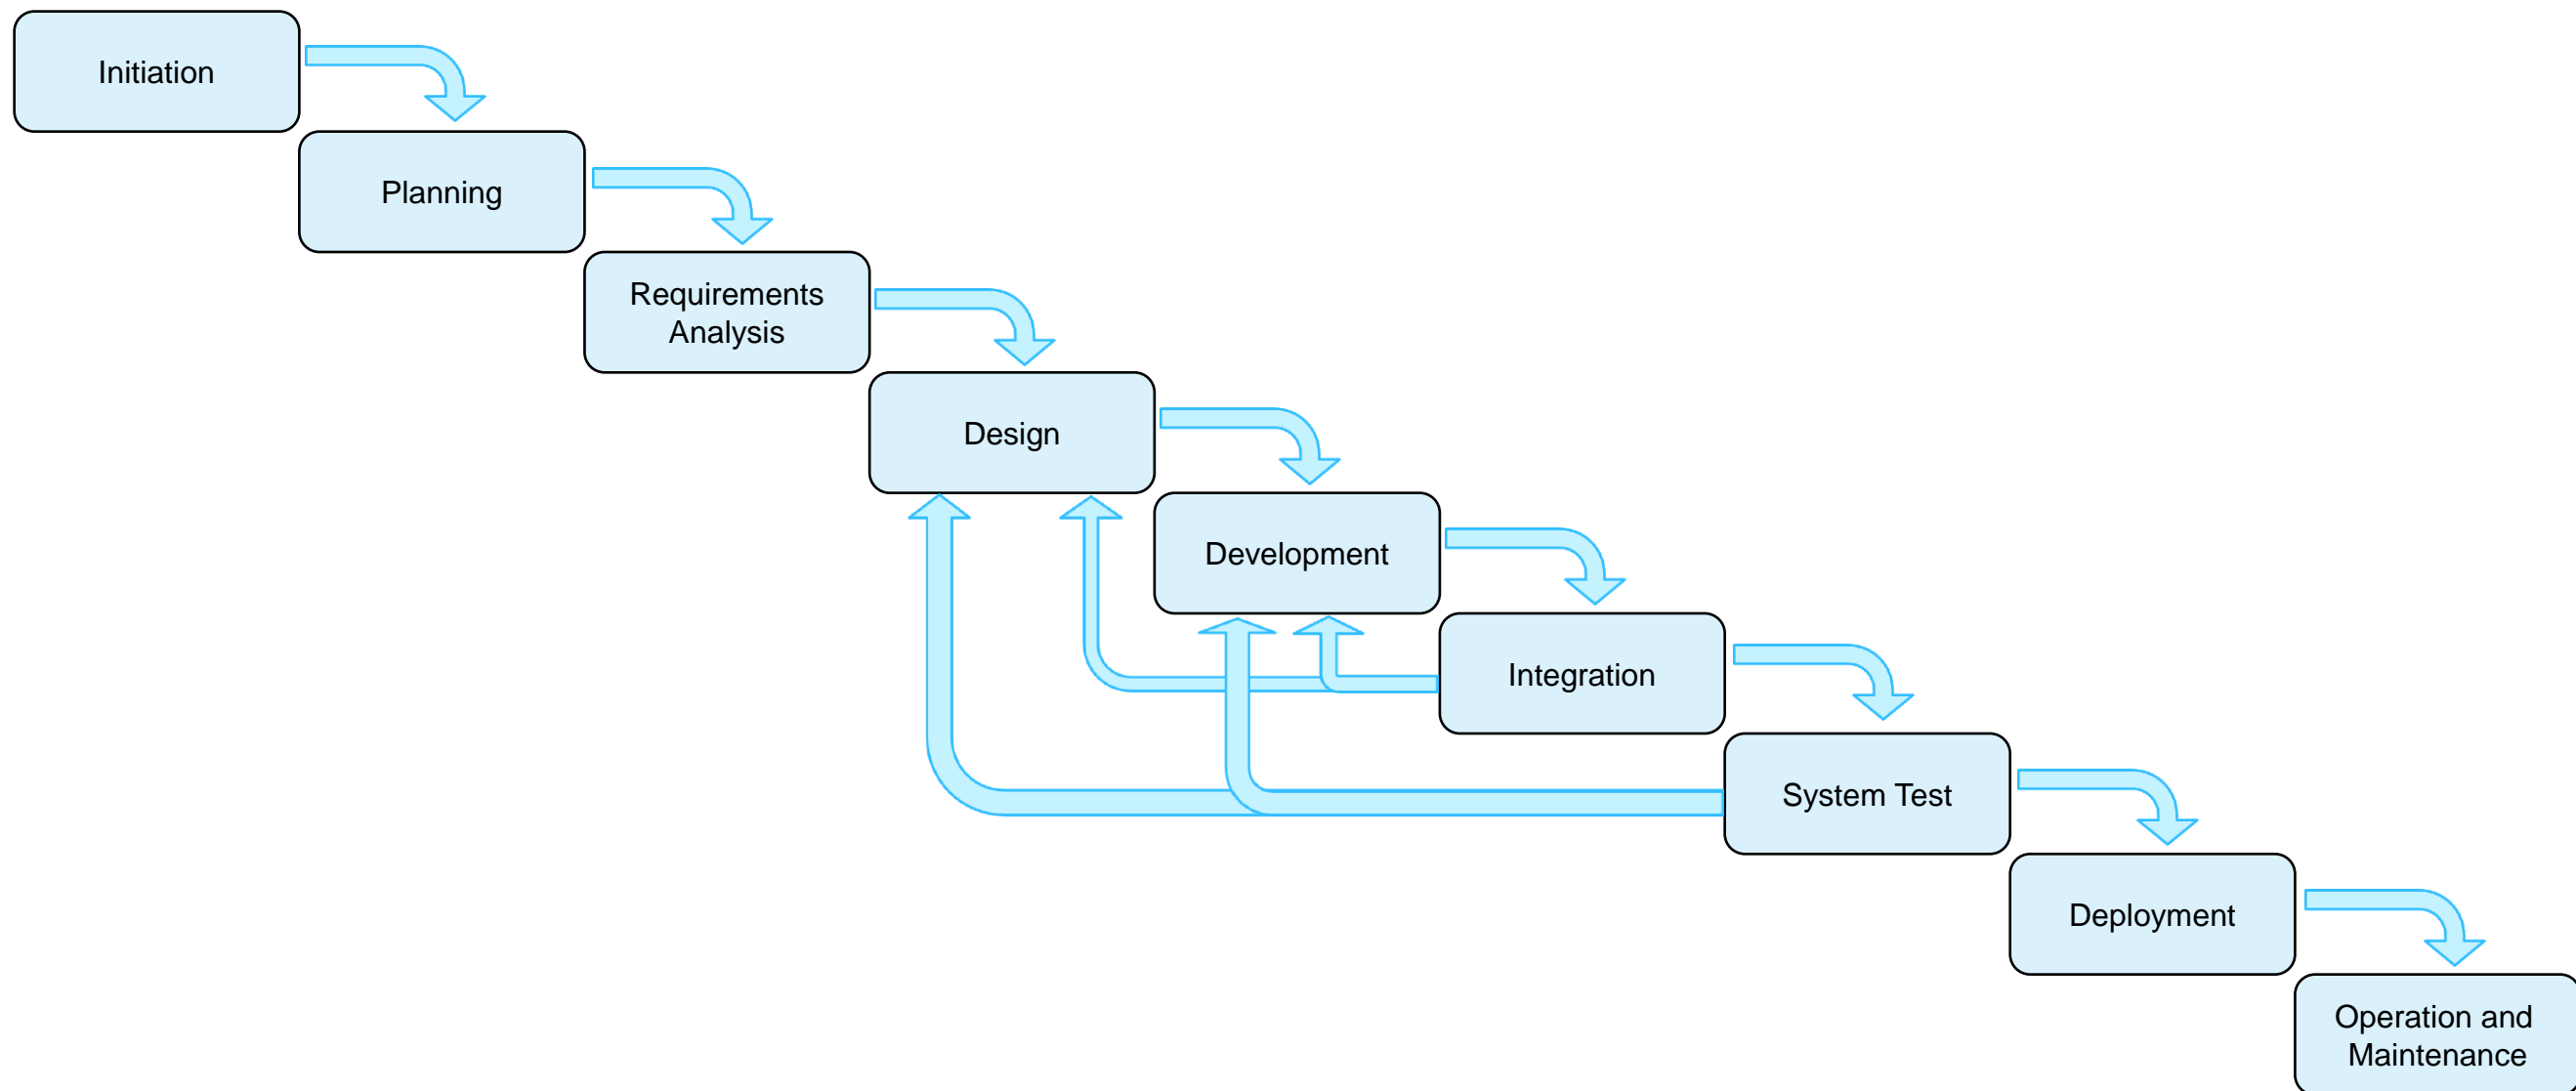 Initiation
Planning
Requirements
Analysis
Design
Development
Integration
System Test
Deployment
Operation and
Maintenance